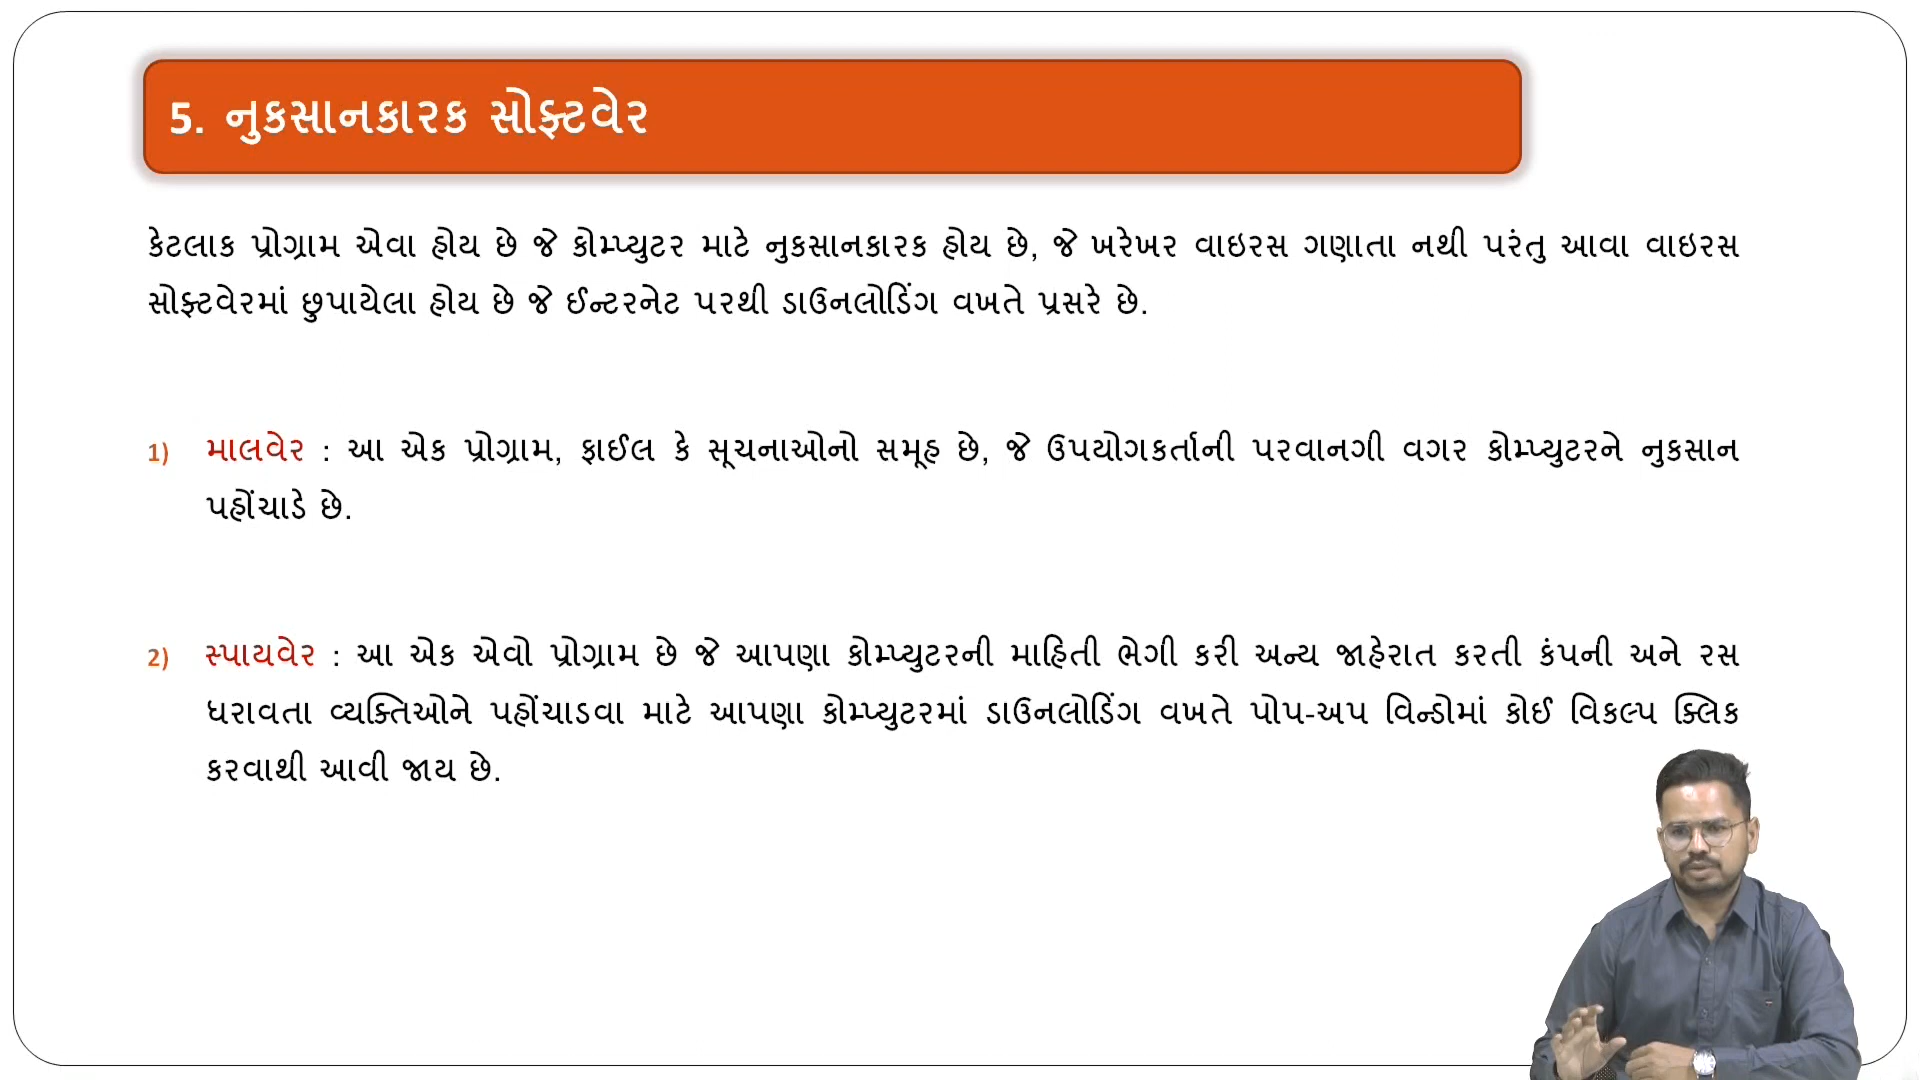 5. નુકસાનકારક સોફ્ટવેર
કેટલાક પ્રોગ્રામ એવા હોય છે જે કોમ્પ્યુટર માટે નુકસાનકારક હોય છે, જે ખરેખર વાઇરસ ગણાતા નથી પરંતુ આવા વાઇરસ
સોફ્ટવેરમાં છુપાયેલા હોય છે જે ઈન્ટરનેટ પરથી ડાઉનલોડિંગ વખતે પ્રસરે છે.
1) માલવેર : આ એક પ્રોગ્રામ, ફાઈલ કે સૂચનાઓનો સમૂહ છે, જે ઉપયોગકર્તાની પરવાનગી વગર કોમ્પ્યુટરને નુકસાન
પહોંચાડે છે.
2) સ્પાયવેર : આ એક એવો પ્રોગ્રામ છે જે આપણા કોમ્પ્યુટરની માહિતી ભેગી કરી અન્ય જાહેરાત કરતી કંપની અને રસ
ધરાવતા વ્યક્તિઓને પહોંચાડવા માટે આપણા કોમ્પ્યુટરમાં ડાઉનલોડિંગ વખતે પોપ-અપ વિન્ડોમાં કોઈ વિકલ્પ ક્લિક
કરવાથી આવી જાય છે.